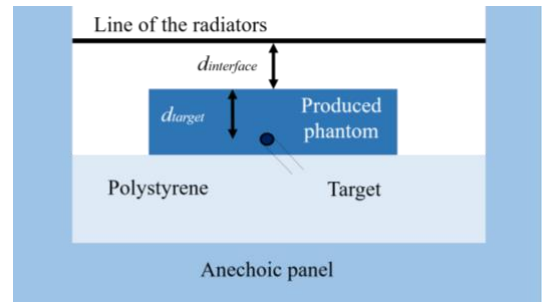 Line of the radiators
dinterface
dtarget
Produced
phantom
Polystyrene
Target
Anechoic panel